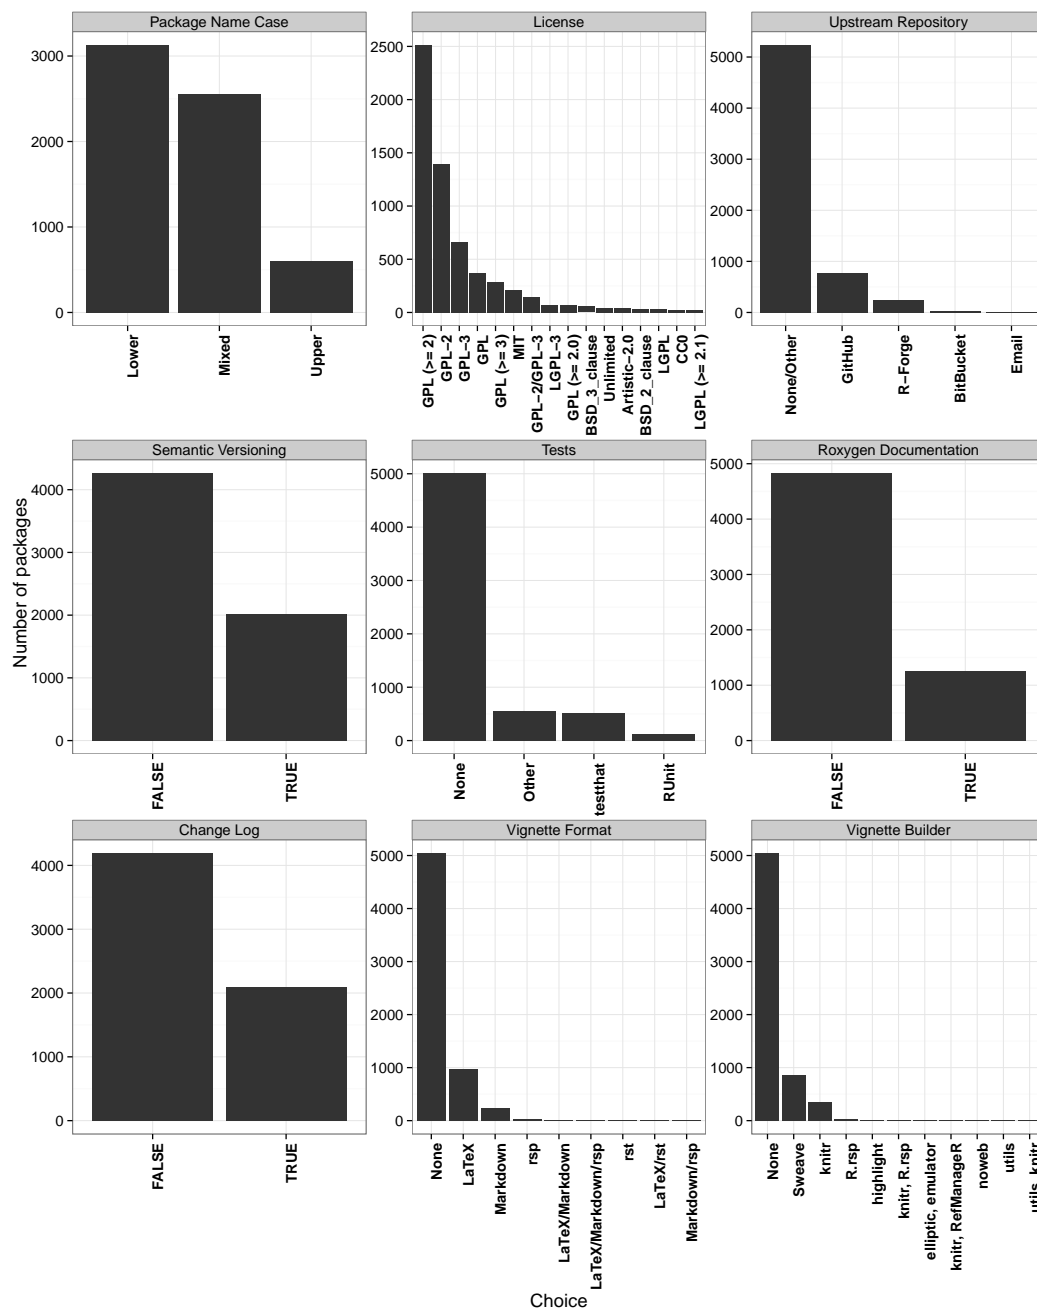 Package Name Case
3000
2000
1000
0
Lower
Mixed
Upper
License
2500
2000
1500
1000
500
0
GPL (>= 2)
GPL−2
GPL−3
GPL
GPL (>= 3)
MIT
GPL−2/GPL−3
LGPL−3
GPL (>= 2.0)
BSD_3_clause
Unlimited
Artistic−2.0
BSD_2_clause
LGPL
CC0
LGPL (>= 2.1)
Upstream Repository
5000
4000
3000
2000
1000
0
None/Other
GitHub
R−Forge
BitBucket
Email
Number of packages
Semantic Versioning
4000
3000
2000
1000
0
FALSE
TRUE
Tests
5000
4000
3000
2000
1000
0
None
Other
testthat
RUnit
Roxygen Documentation
5000
4000
3000
2000
1000
0
FALSE
TRUE
Change Log
4000
3000
2000
1000
0
FALSE
TRUE
Vignette Format
5000
4000
3000
2000
1000
0
None
LaTeX
Markdown
rsp
LaTeX/Markdown
LaTeX/Markdown/rsp
rst
LaTeX/rst
Markdown/rsp
Vignette Builder
5000
4000
3000
2000
1000
0
None
Sweave
knitr
R.rsp
highlight
knitr, R.rsp
elliptic, emulator
knitr, RefManageR
noweb
utils
utils, knitr
Choice